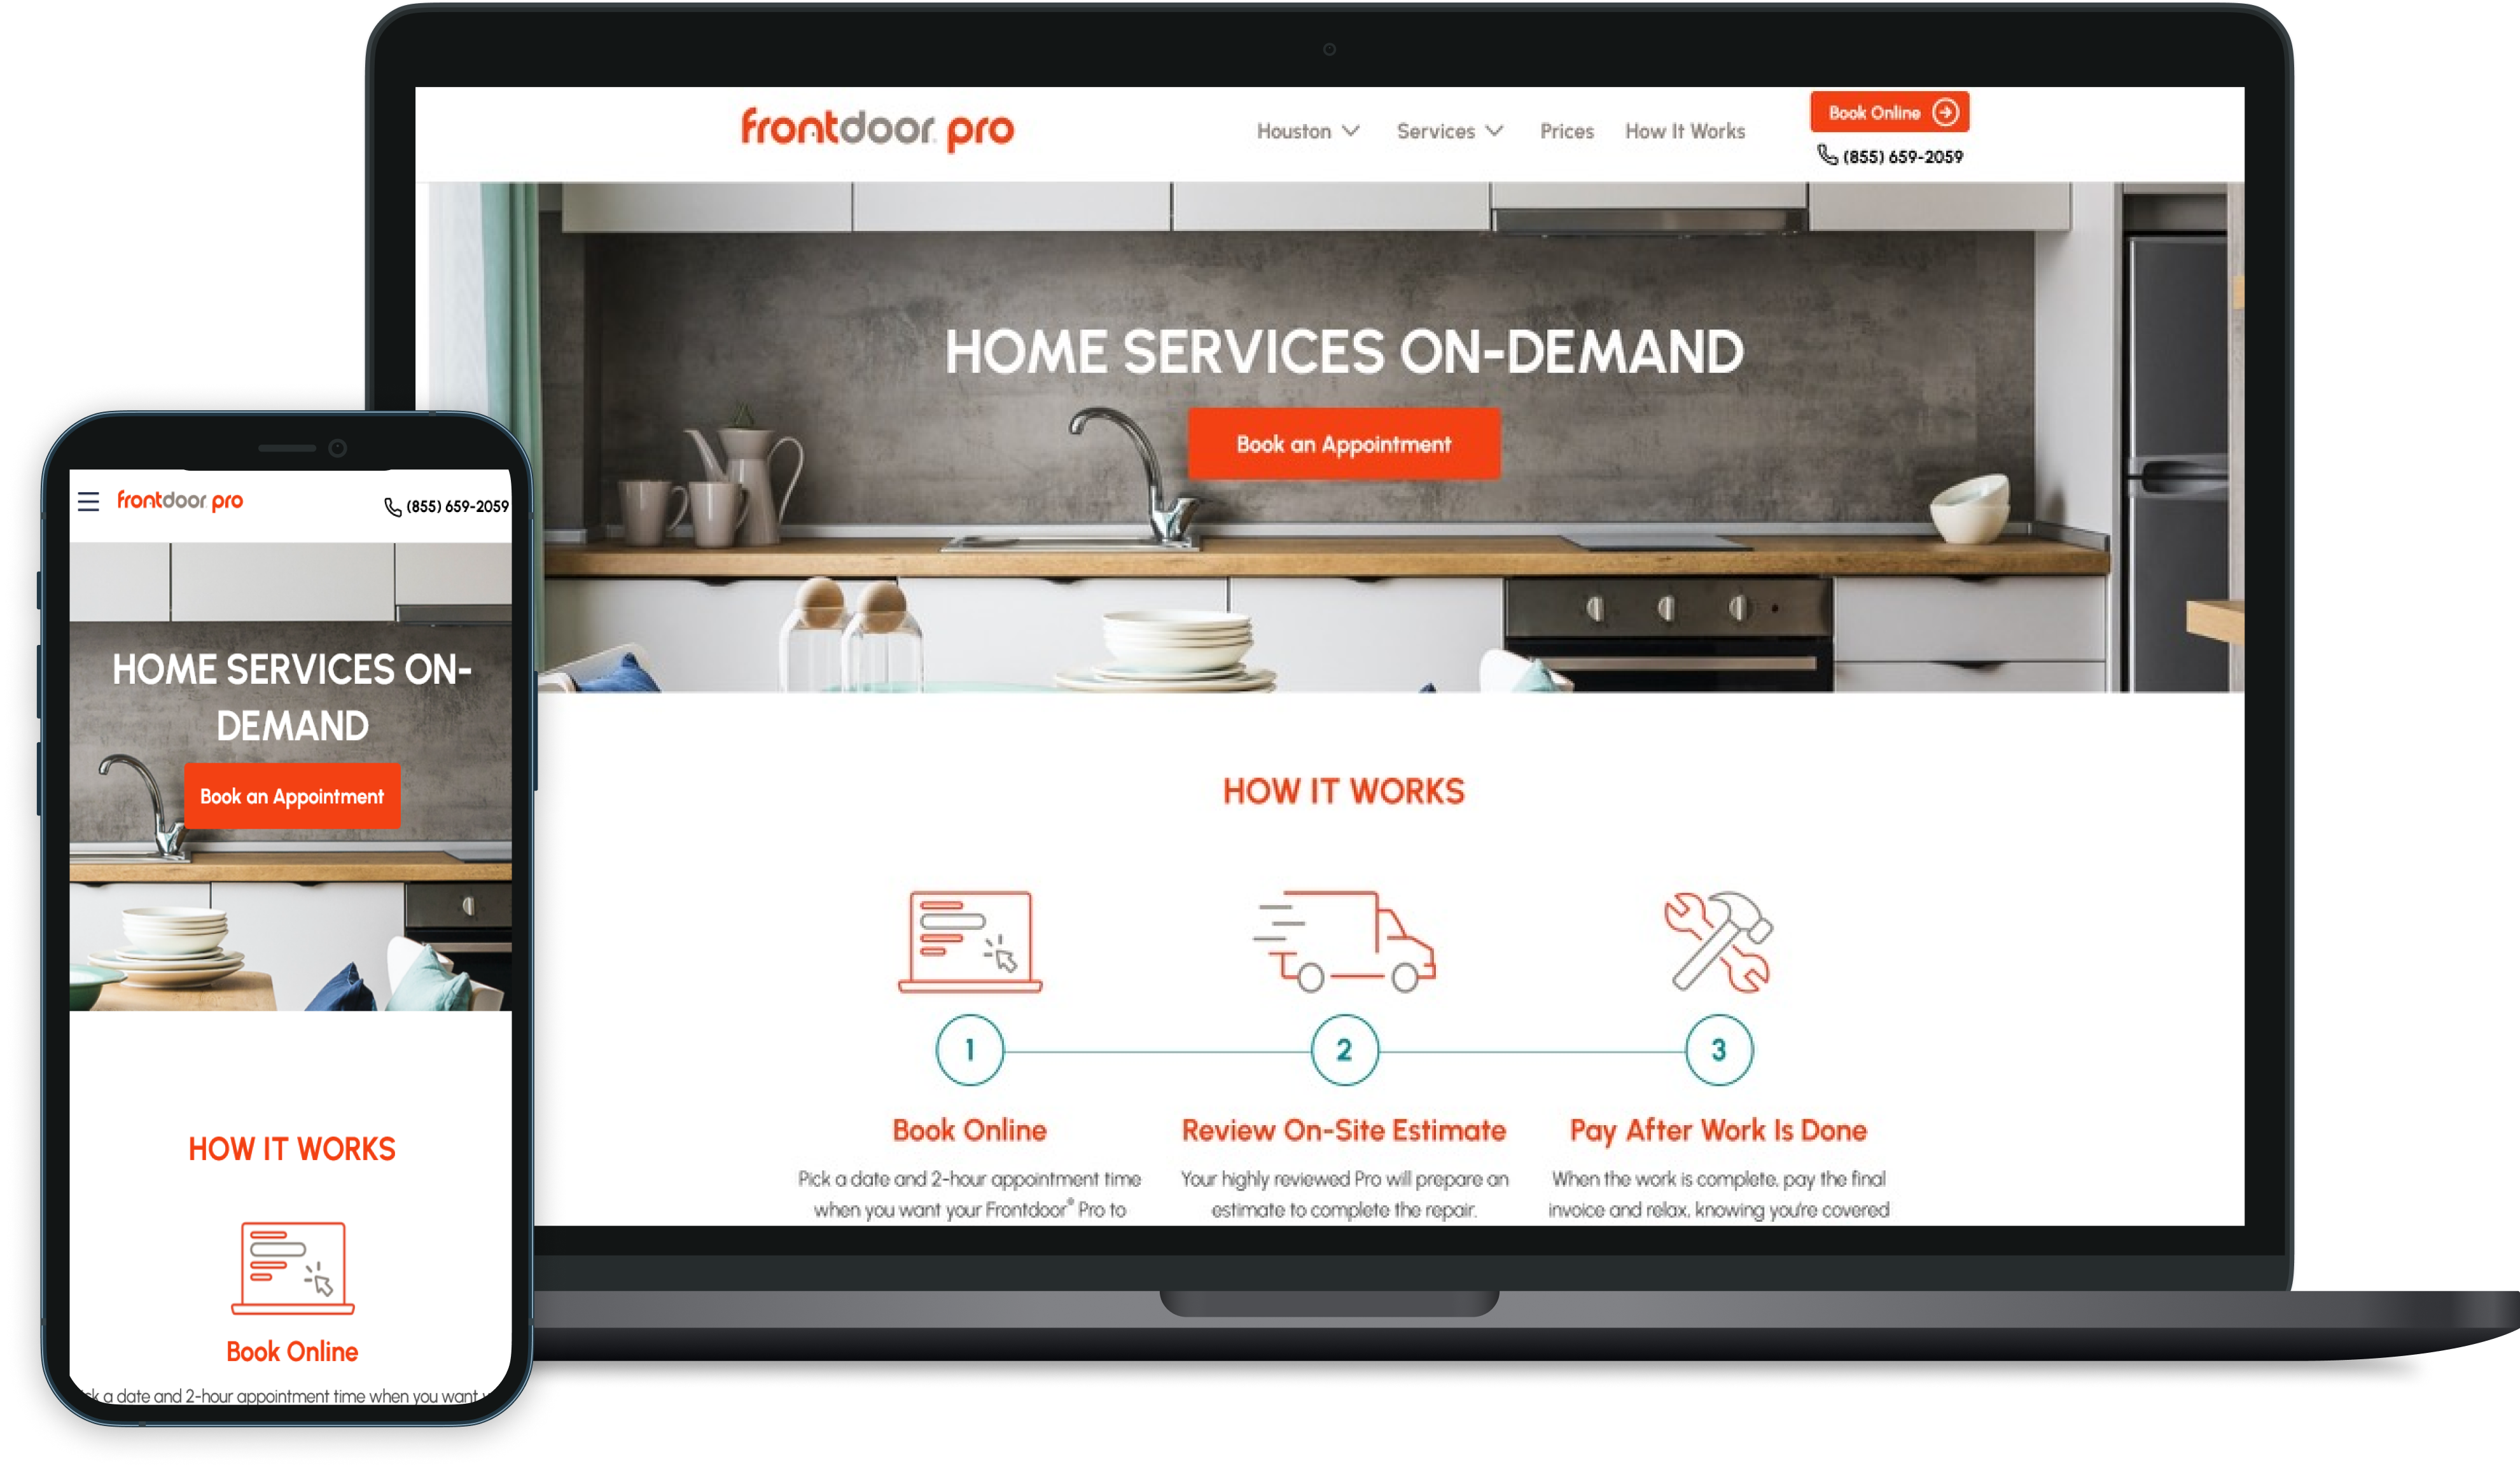 frontdoor. pro
Houston
Services
Prices
How It Works
Book Online
(855) 659-2059
HOME SERVICES ON-DEMAND
Book an Appointment
HOW IT WORKS
1
2
3
Book Online
Review On-Site Estimate
Pay After Work Is Done
Pick a date and 2-hour appointment time
when you want your Frontdoor® Pro to
Your highly reviewed Pro will prepare an
estimate to complete the repair.
When the work is complete, pay the final
invoice and relax, knowing you're covered
frontdoor pro
(855) 659-2059
HOME SERVICES ON-
DEMAND
Book an Appointment
HOW IT WORKS
Book Online
a date and 2-hour appointment time when you want